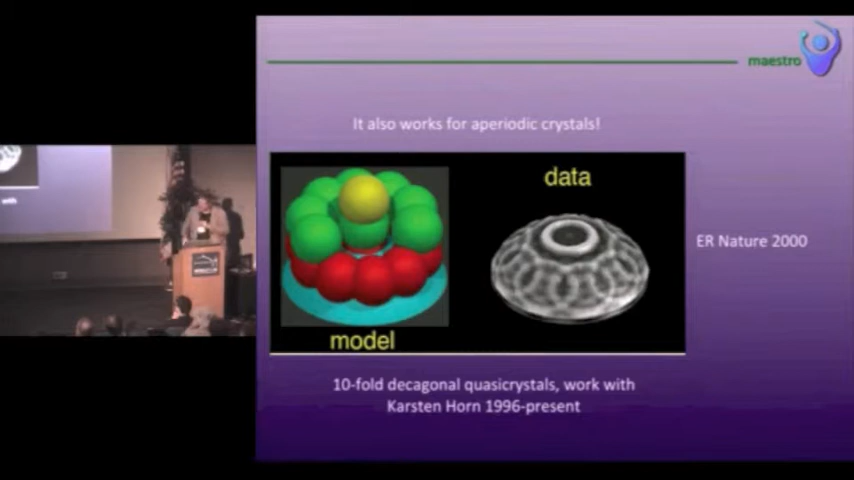 maestro
It also works for aperiodic crystals!
data
ER Nature 2000
model
10-fold decagonal quasicrystals, work with
Karsten Horn 1996-present